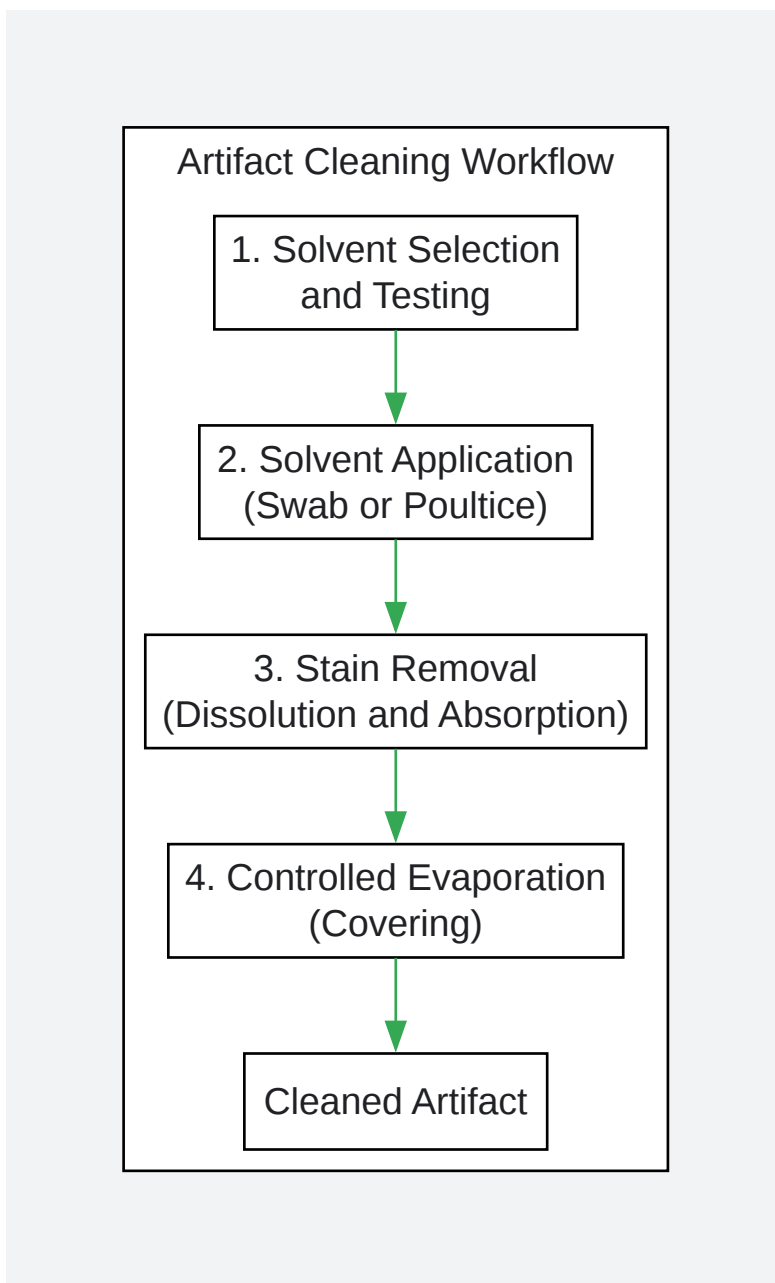 Artifact Cleaning Workflow
1. Solvent Selection
and Testing
2. Solvent Application
(Swab or Poultice)
3. Stain Removal
(Dissolution and Absorption)
4. Controlled Evaporation
(Covering)
Cleaned Artifact